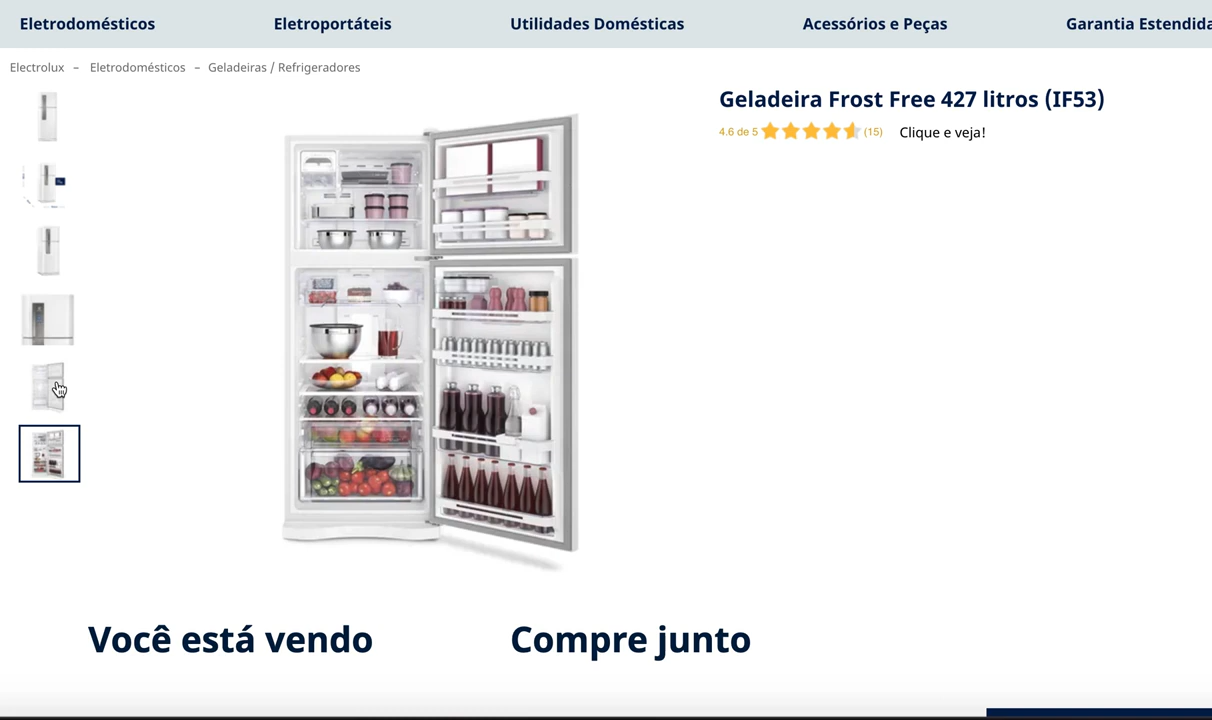 Eletrodomésticos Eletroportáteis Utilidades Domésticas Acessórios e Peças Garantia Estendida
Electrolux – Eletrodomésticos – Geladeiras / Refrigeradores
Geladeira Frost Free 427 litros (IF53)
4.6 de 5 (15) Clique e veja!
Você está vendo Compre junto